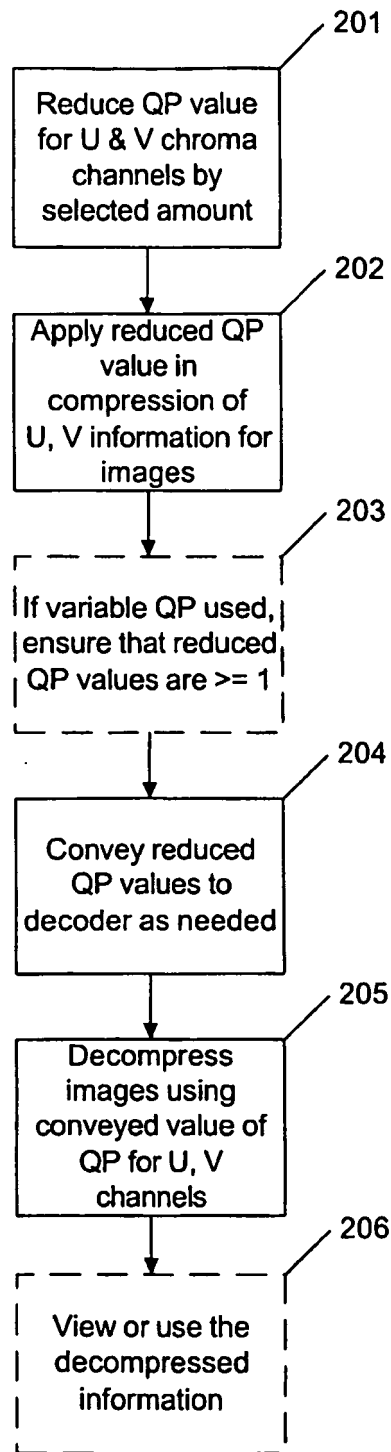 201
Reduce QP value
for U & V chroma
channels by
selected amount
202
Apply reduced QP
value in
compression of
U, V information for
images
203
If variable QP used,
ensure that reduced
QP values are >= 1
204
Convey reduced
QP values to
decoder as needed
205
Decompress
images using
conveyed value of
QP for U, V
channels
206
View or use the
decompressed
information